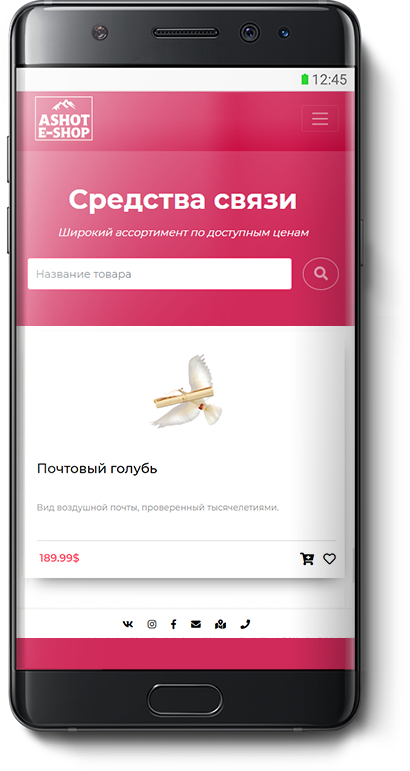 12:45
ASHOT
E-SHOP
Средства связи
Широкий ассортимент по доступным ценам
Название товара
Почтовый голубь
Вид воздушной почты, проверенный тысячелетиями.
189.99$